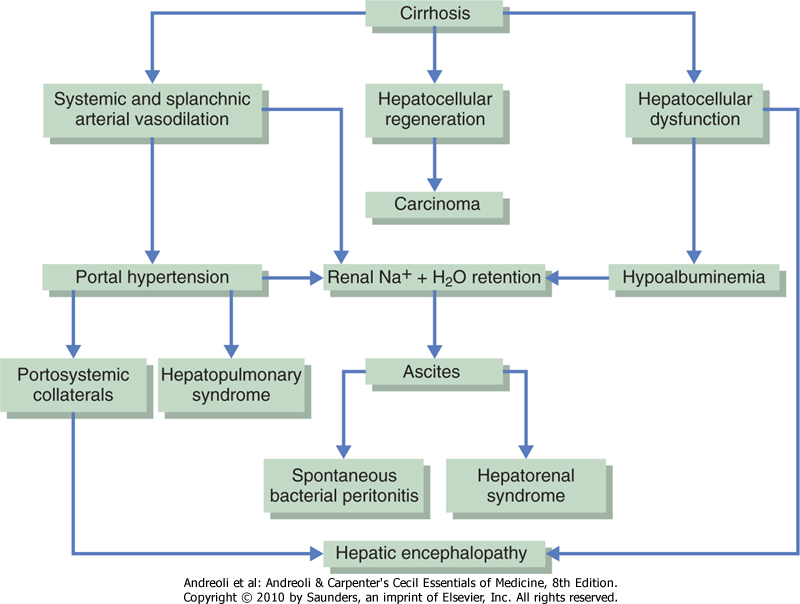 Cirrhosis
Systemic and splanchnic
arterial vasodilation
Hepatocellular
regeneration
Hepatocellular
dysfunction
Carcinoma
Portal hypertension
Renal Na⁺ + H₂O retention
Hypoalbuminemia
Portosystemic
collaterals
Hepatopulmonary
syndrome
Ascites
Spontaneous
bacterial peritonitis
Hepatorenal
syndrome
Hepatic encephalopathy
Andreoli et al: Andreoli & Carpenter's Cecil Essentials of Medicine, 8th Edition.
Copyright © 2010 by Saunders, an imprint of Elsevier, Inc. All rights reserved.